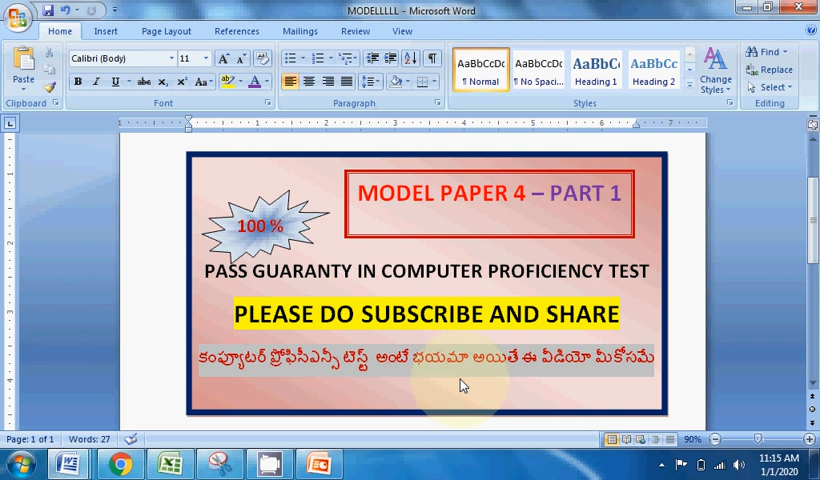 MODELLLLL - Microsoft Word
Home Insert Page Layout References Mailings Review View
Calibri (Body) 11
Paste
AaBbCcDc AaBbCcDc AaBbCc AaBbCc
¶ Normal ¶ No Spaci... Heading 1 Heading 2
Change Styles
Find
Replace
Select
Clipboard Font Paragraph Styles Editing
MODEL PAPER 4 – PART 1
100 %
PASS GUARANTY IN COMPUTER PROFICIENCY TEST
PLEASE DO SUBSCRIBE AND SHARE
కంప్యూటర్ ప్రోఫిసీఎన్సీ టెస్ట్ అంటే భయమా అయితే ఈ వీడియో మీకోసమే
Page: 1 of 1 Words: 27 90%
11:15 AM
1/1/2020